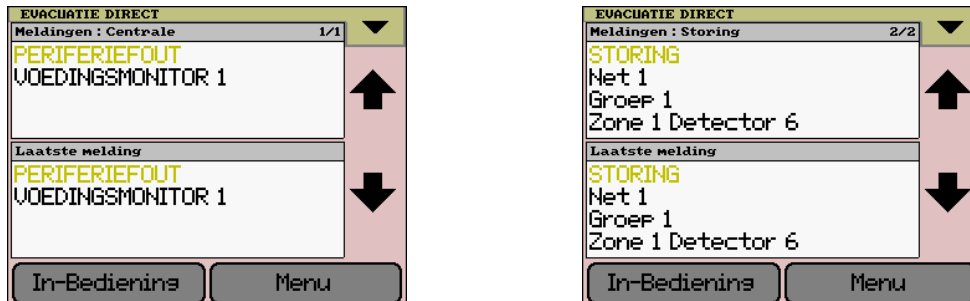 EVACUATIE DIRECT
Meldingen : Centrale 1/1
PERIFERIEFOUT
VOEDINGSMONITOR 1
Laatste melding
PERIFERIEFOUT
VOEDINGSMONITOR 1
In-Bediening Menu
EVACUATIE DIRECT
Meldingen : Storing 2/2
STORING
Net 1
Groep 1
Zone 1 Detector 6
Laatste melding
STORING
Net 1
Groep 1
Zone 1 Detector 6
In-Bediening Menu